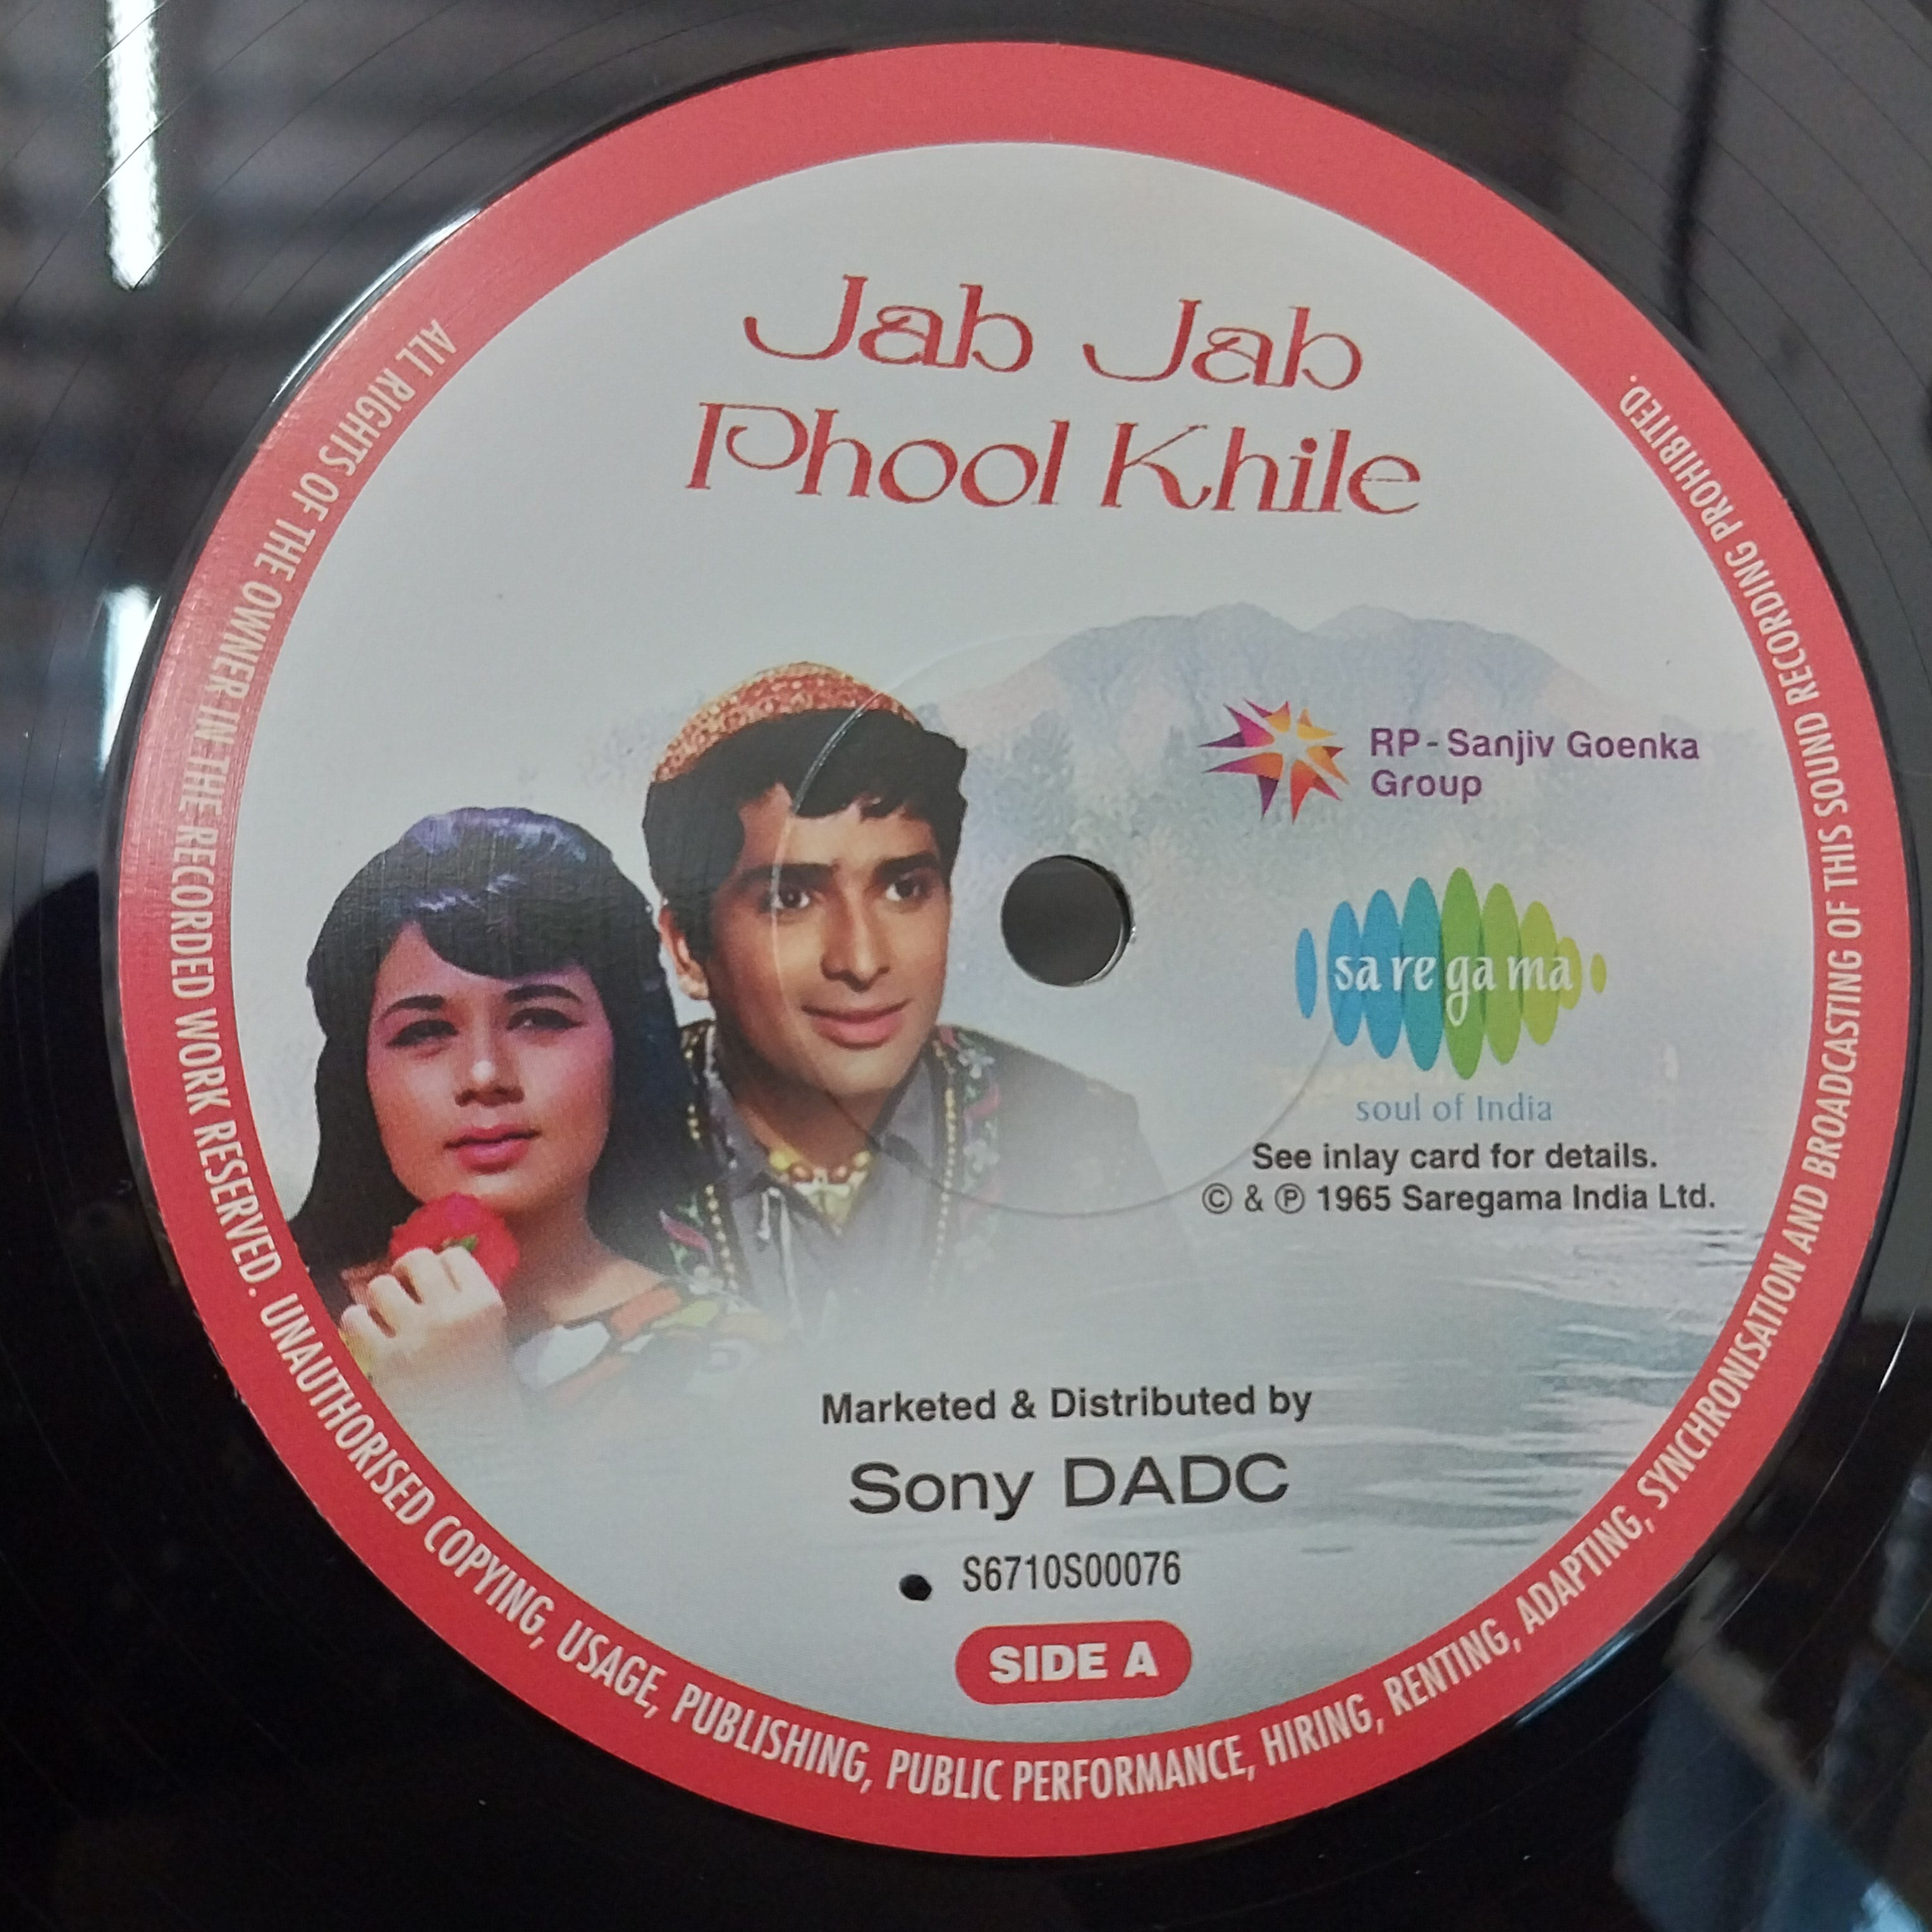 Jab Jab
Phool Khile
RP-Sanjiv Goenka
Group
sa re ga ma
soul of India
See inlay card for details.
© & ℗ 1965 Saregama India Ltd.
Marketed & Distributed by
Sony DADC
S6710S00076
SIDE A
ALL RIGHTS OF THE OWNER IN THE RECORDED WORK RESERVED. UNAUTHORISED COPYING, USAGE, PUBLISHING, PUBLIC PERFORMANCE, HIRING, RENTING, ADAPTING, SYNCHRONISATION AND BROADCASTING OF THIS SOUND RECORDING PROHIBITED.